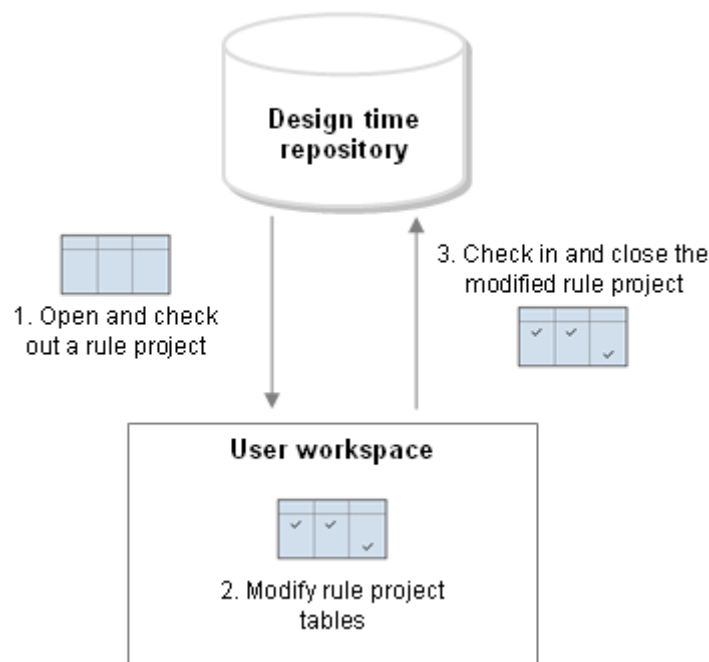 Design time
repository
1. Open and check
out a rule project
3. Check in and close the
modified rule project
User workspace
2. Modify rule project
tables